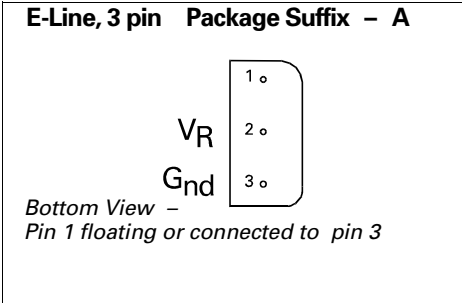 E-Line, 3 pin Package Suffix – A
1
VR 2
Gnd 3
Bottom View –
Pin 1 floating or connected to pin 3